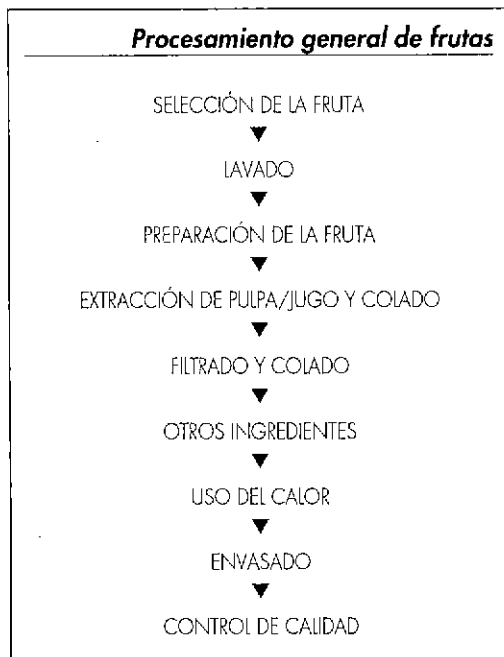 Procesamiento general de frutas
SELECCIÓN DE LA FRUTA
LAVADO
PREPARACIÓN DE LA FRUTA
EXTRACCIÓN DE PULPA/JUGO Y COLADO
FILTRADO Y COLADO
OTROS INGREDIENTES
USO DEL CALOR
ENVASADO
CONTROL DE CALIDAD